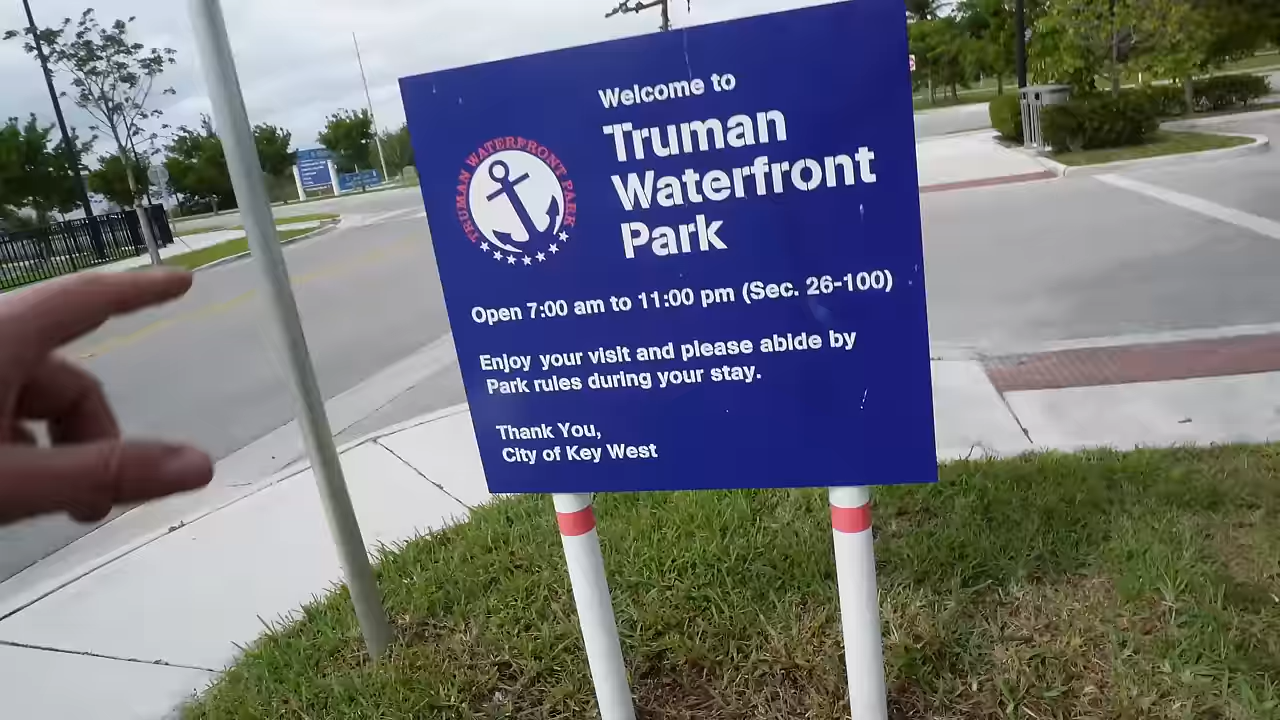 Welcome to
Truman
Waterfront
Park
TRUMAN WATERFRONT PARK
Open 7:00 am to 11:00 pm (Sec. 26-100)
Enjoy your visit and please abide by
Park rules during your stay.
Thank You,
City of Key West